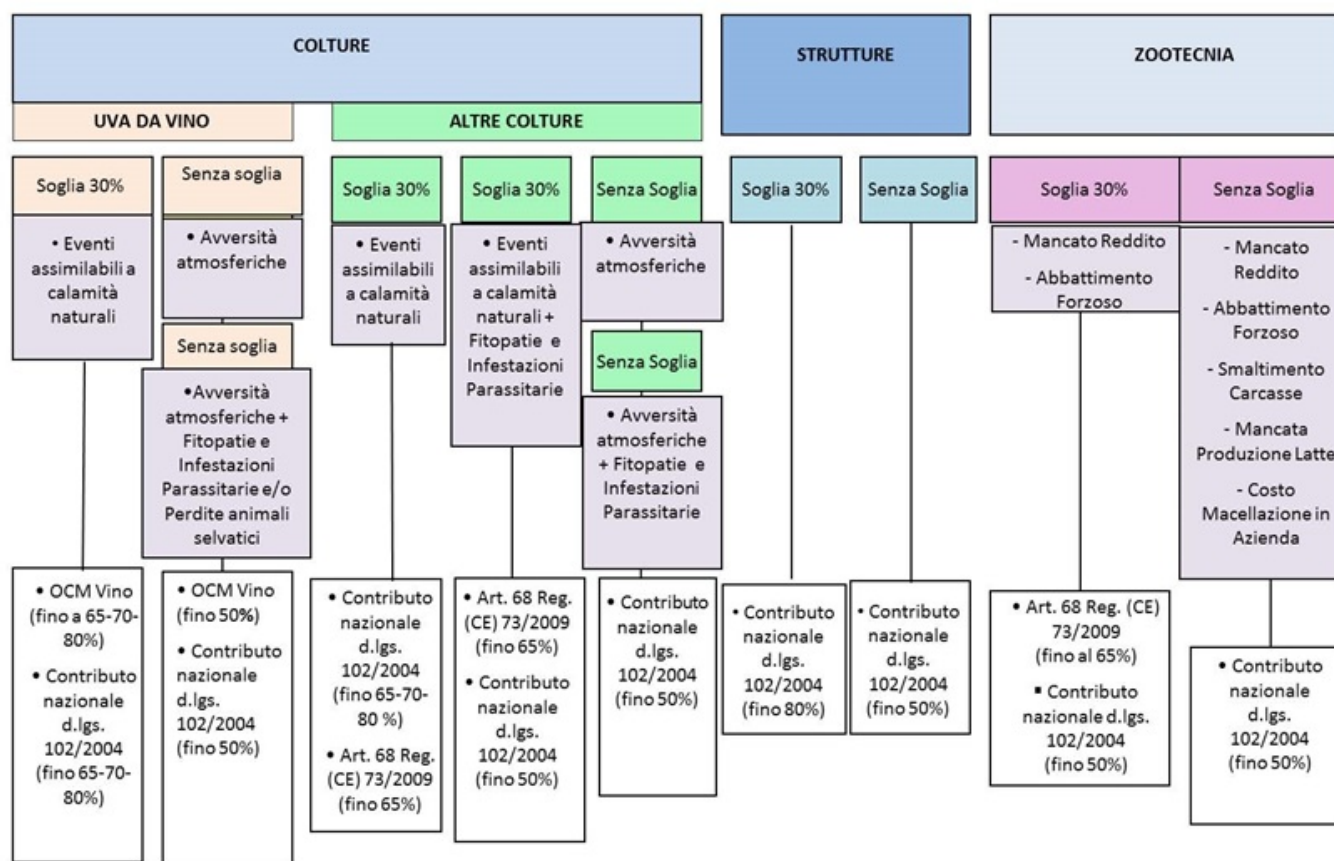 COLTURE
STRUTTURE
ZOOTECNIA
UVA DA VINO
ALTRE COLTURE
Soglia 30%
• Eventi
assimilabili a
calamità
naturali
• OCM Vino
(fino a 65-70-
80%)
• Contributo
nazionale
d.lgs.
102/2004
(fino 65-70-
80%)
Senza soglia
• Avversità
atmosferiche
Senza soglia
•Avversità
atmosferiche +
Fitopatie e
Infestazioni
Parassitarie e/o
Perdite animali
selvatici
• OCM Vino
(fino 50%)
• Contributo
nazionale
d.lgs.
102/2004
(fino 50%)
Soglia 30%
• Eventi
assimilabili
a calamità
naturali
• Contributo
nazionale
d.lgs.
102/2004
(fino 65-70-
80 %)
• Art. 68 Reg.
(CE) 73/2009
(fino 65%)
Soglia 30%
• Eventi
assimilabili
a calamità
naturali +
Fitopatie e
Infestazioni
Parassitarie
• Art. 68 Reg.
(CE) 73/2009
(fino 65%)
• Contributo
nazionale
d.lgs.
102/2004
(fino 50%)
Senza Soglia
• Avversità
atmosferiche
Senza Soglia
• Avversità
atmosferiche
+ Fitopatie e
Infestazioni
Parassitarie
• Contributo
nazionale
d.lgs.
102/2004
(fino 50%)
Soglia 30%
• Contributo
nazionale
d.lgs.
102/2004
(fino 80%)
Senza Soglia
• Contributo
nazionale
d.lgs.
102/2004
(fino 50%)
Soglia 30%
- Mancato Reddito
- Abbattimento
Forzoso
• Art. 68 Reg. (CE)
73/2009
(fino al 65%)
▪ Contributo
nazionale d.lgs.
102/2004
(fino 50%)
Senza Soglia
- Mancato
Reddito
- Abbattimento
Forzoso
- Smaltimento
Carcasse
- Mancata
Produzione Latte
- Costo
Macellazione in
Azienda
• Contributo
nazionale
d.lgs.
102/2004
(fino 50%)